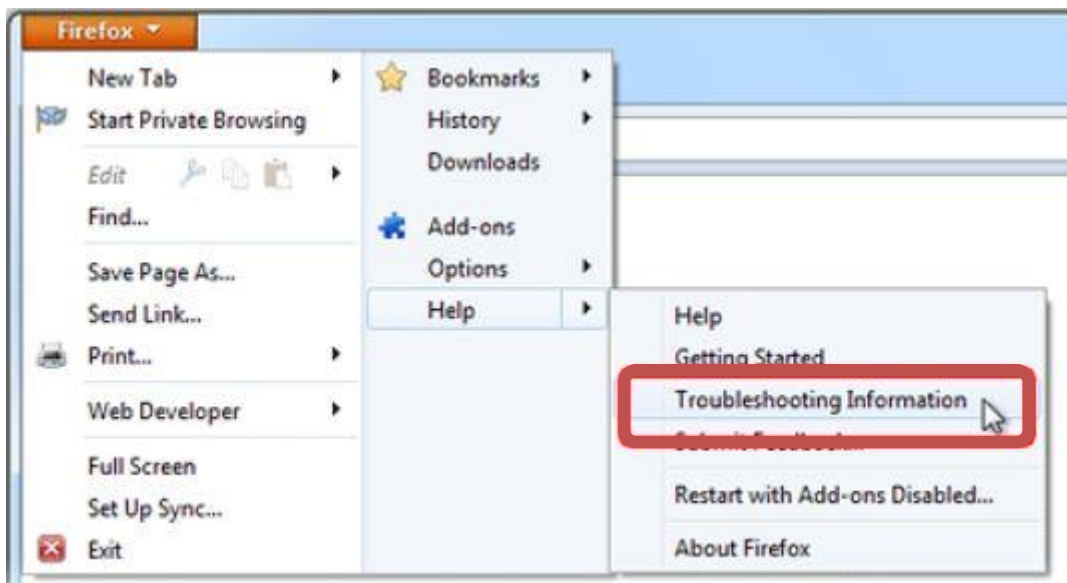 Firefox
New Tab
Start Private Browsing
Edit
Find...
Save Page As...
Send Link...
Print...
Web Developer
Full Screen
Set Up Sync...
Exit
Bookmarks
History
Downloads
Add-ons
Options
Help
Help
Getting Started
Troubleshooting Information
Submit Feedback...
Restart with Add-ons Disabled...
About Firefox